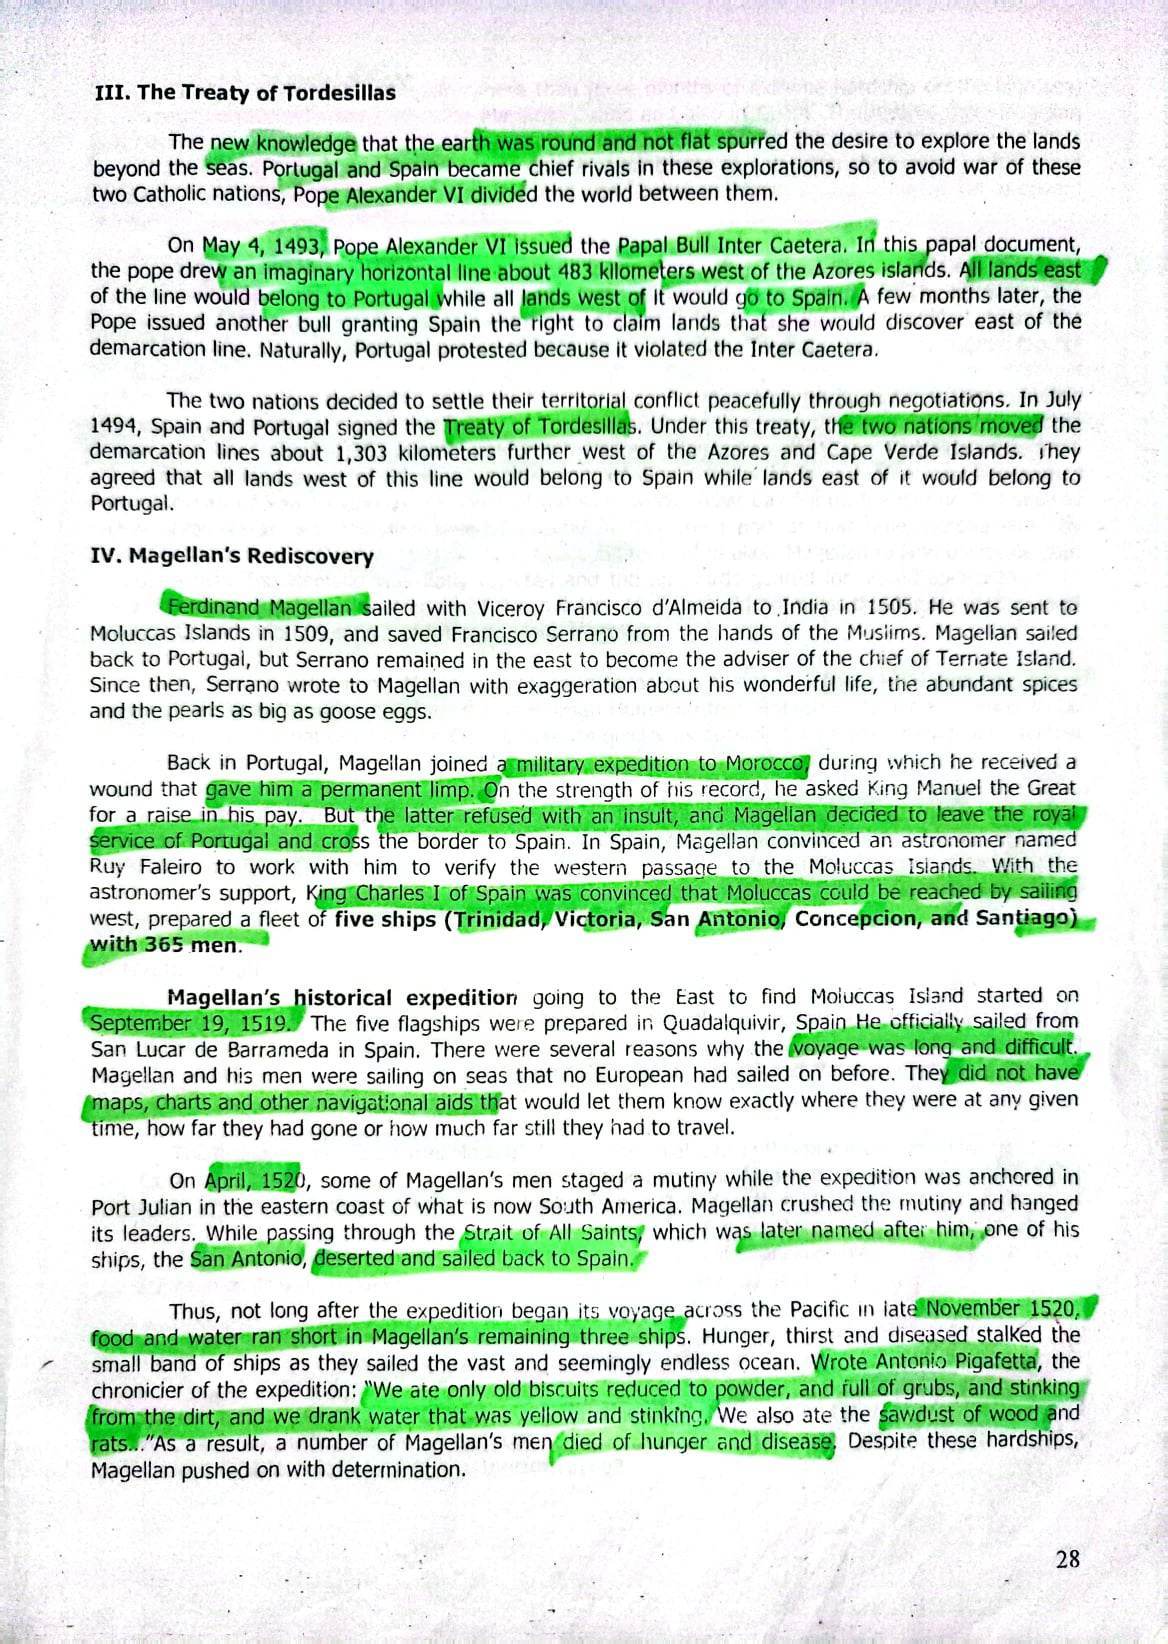 III. The Treaty of Tordesillas
The new knowledge that the earth was round and not flat spurred the desire to explore the lands
beyond the seas. Portugal and Spain became chief rivals in these explorations, so to avoid war of these
two Catholic nations, Pope Alexander VI divided the world between them.
On May 4, 1493, Pope Alexander VI issued the Papal Bull Inter Caetera. In this papal document,
the pope drew an imaginary horizontal line about 483 kilometers west of the Azores islands. All lands east
of the line would belong to Portugal while all lands west of it would go to Spain. A few months later, the
Pope issued another bull granting Spain the right to claim lands that she would discover east of the
demarcation line. Naturally, Portugal protested because it violated the Inter Caetera.
The two nations decided to settle their territorial conflict peacefully through negotiations. In July
1494, Spain and Portugal signed the Treaty of Tordesillas. Under this treaty, the two nations moved the
demarcation lines about 1,303 kilometers further west of the Azores and Cape Verde Islands. They
agreed that all lands west of this line would belong to Spain while lands east of it would belong to
Portugal.
IV. Magellan's Rediscovery
Ferdinand Magellan sailed with Viceroy Francisco d'Almeida to India in 1505. He was sent to
Moluccas Islands in 1509, and saved Francisco Serrano from the hands of the Muslims. Magellan sailed
back to Portugal, but Serrano remained in the east to become the adviser of the chief of Ternate Island.
Since then, Serrano wrote to Magellan with exaggeration about his wonderful life, the abundant spices
and the pearls as big as goose eggs.
Back in Portugal, Magellan joined a military expedition to Morocco, during which he received a
wound that gave him a permanent limp. On the strength of his record, he asked King Manuel the Great
for a raise in his pay. But the latter refused with an insult, and Magellan decided to leave the royal
service of Portugal and cross the border to Spain. In Spain, Magellan convinced an astronomer named
Ruy Faleiro to work with him to verify the western passage to the Moluccas Islands. With the
astronomer's support, King Charles I of Spain was convinced that Moluccas could be reached by sailing
west, prepared a fleet of five ships (Trinidad, Victoria, San Antonio, Concepcion, and Santiago)
with 365 men.
Magellan's historical expedition going to the East to find Moluccas Island started on
September 19, 1519. The five flagships were prepared in Quadalquivir, Spain He officially sailed from
San Lucar de Barrameda in Spain. There were several reasons why the voyage was long and difficult.
Magellan and his men were sailing on seas that no European had sailed on before. They did not have
maps, charts and other navigational aids that would let them know exactly where they were at any given
time, how far they had gone or how much far still they had to travel.
On April, 1520, some of Magellan's men staged a mutiny while the expedition was anchored in
Port Julian in the eastern coast of what is now South America. Magellan crushed the mutiny and hanged
its leaders. While passing through the Strait of All Saints, which was later named after him, one of his
ships, the San Antonio, deserted and sailed back to Spain.
Thus, not long after the expedition began its voyage across the Pacific in late November 1520,
food and water ran short in Magellan's remaining three ships. Hunger, thirst and diseased stalked the
small band of ships as they sailed the vast and seemingly endless ocean. Wrote Antonio Pigafetta, the
chronicier of the expedition: "We ate only old biscuits reduced to powder, and full of grubs, and stinking
from the dirt, and we drank water that was yellow and stinking. We also ate the sawdust of wood and
rats..."As a result, a number of Magellan's men died of hunger and disease. Despite these hardships,
Magellan pushed on with determination.
28